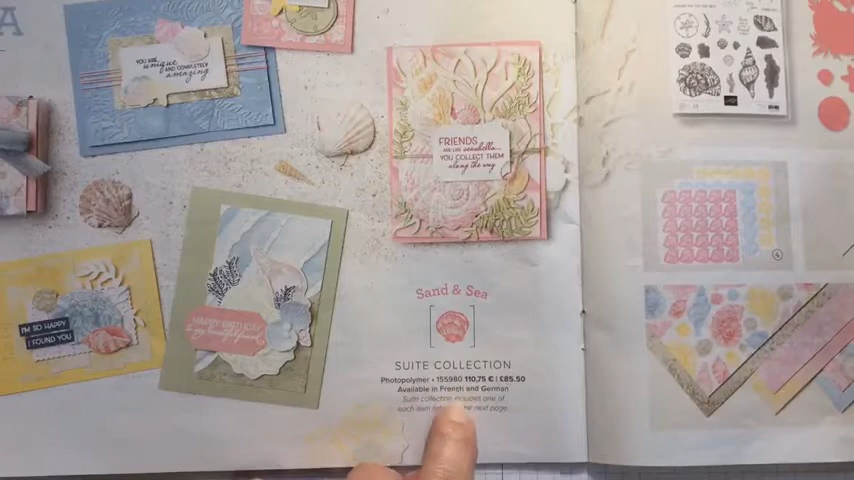 A
YOU ARE
unique
AND COMPLETELY
amazing
FRIENDS
ARE LIKE seashells...
YOU COLLECT THEM
along the way
I'M SO HAPPY
I FOUND YOU
HAPPY BIRTHDAY
Sand & Sea
SUITE COLLECTION
Photopolymer • 155980 110,75 € | £85.50
Available in French and German
Suite collection includes one of
each item next page.